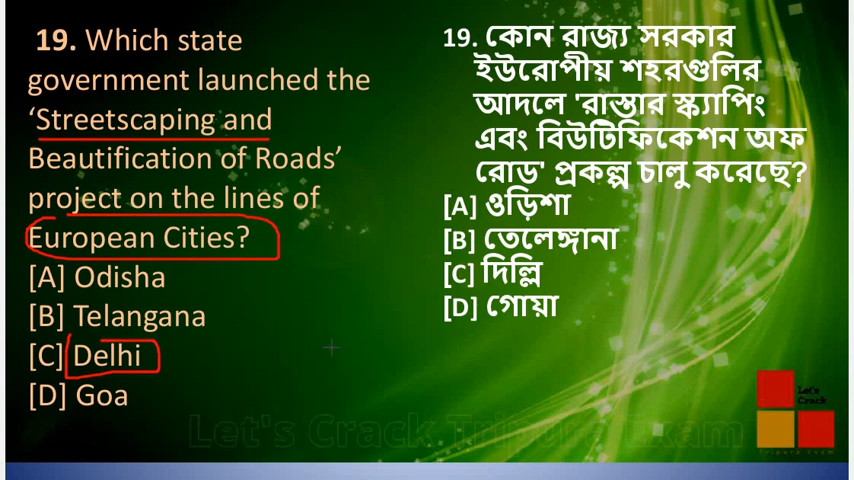 19. Which state
government launched the
‘Streetscaping and
Beautification of Roads’
project on the lines of
European Cities?
[A] Odisha
[B] Telangana
[C] Delhi
[D] Goa
19. কোন রাজ্য সরকার
ইউরোপীয় শহরগুলির
আদলে 'রাস্তার স্ক্যাপিং
এবং বিউটিফিকেশন অফ
রোড' প্রকল্প চালু করেছে?
[A] ওড়িশা
[B] তেলেঙ্গানা
[C] দিল্লি
[D] গোয়া
Let's
Crack
Tripura Exam
Let's Crack Tripura Exam